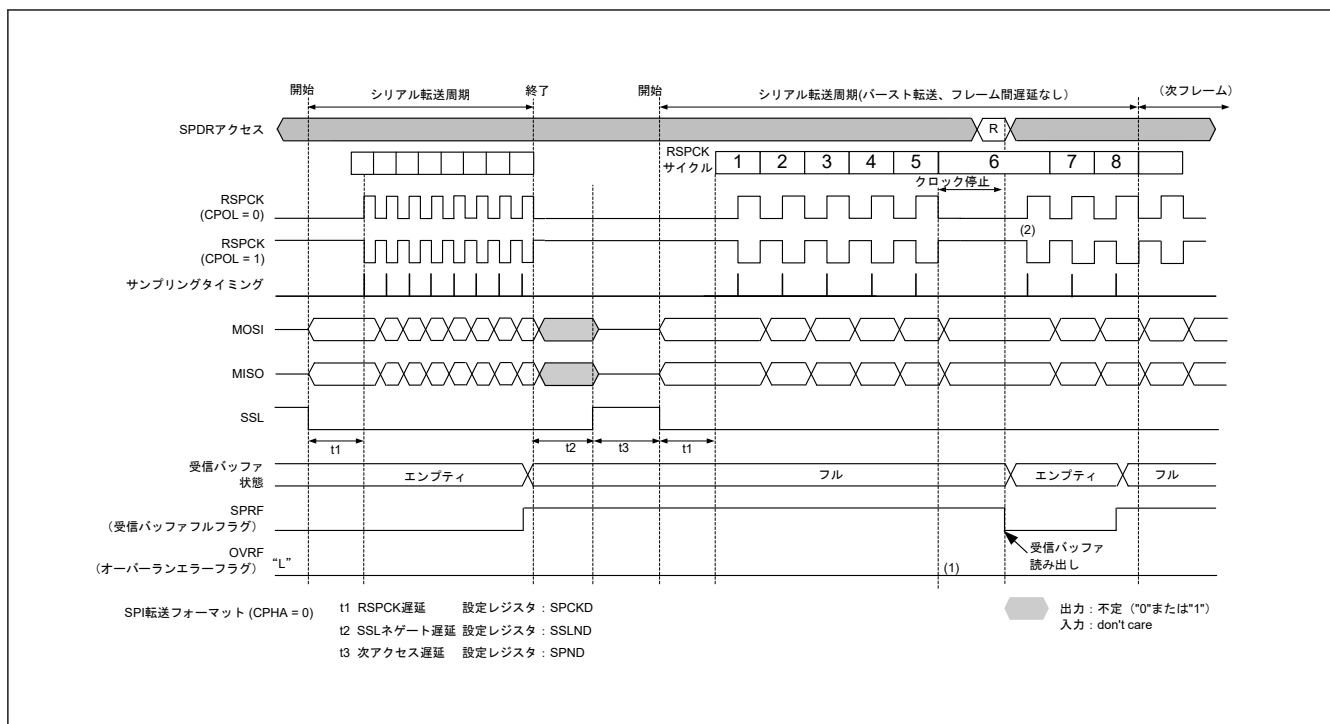 開始
シリアル転送周期
終了
開始
シリアル転送周期(バースト転送、フレーム間遅延なし)
(次フレーム)
SPDRアクセス
R
RSPCK
サイクル
1 2 3 4 5 6 7 8
クロック停止
RSPCK
(CPOL = 0)
(2)
RSPCK
(CPOL = 1)
サンプリングタイミング
MOSI
MISO
SSL
t1
t2
t3
t1
受信バッファ
状態
エンプティ
フル
エンプティ
フル
SPRF
(受信バッファフルフラグ)
受信バッファ
読み出し
OVRF
(オーバーランエラーフラグ)
“L”
(1)
SPI転送フォーマット (CPHA = 0)
t1 RSPCK遅延 設定レジスタ:SPCKD
t2 SSLネゲート遅延 設定レジスタ:SSLND
t3 次アクセス遅延 設定レジスタ:SPND
出力:不定("0"または"1")
入力:don't care